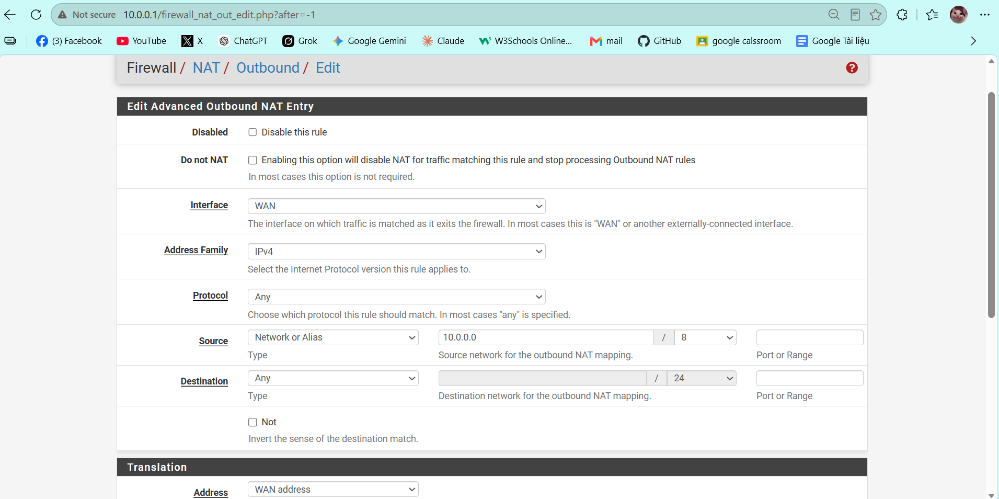 Not secure 10.0.0.1/firewall_nat_out_edit.php?after=-1
(3) Facebook YouTube X ChatGPT Grok Google Gemini Claude W3Schools Online... mail GitHub google calssroom Google Tài liệu
Firewall / NAT / Outbound / Edit
Edit Advanced Outbound NAT Entry
Disabled Disable this rule
Do not NAT Enabling this option will disable NAT for traffic matching this rule and stop processing Outbound NAT rules
In most cases this option is not required.
Interface WAN
The interface on which traffic is matched as it exits the firewall. In most cases this is "WAN" or another externally-connected interface.
Address Family IPv4
Select the Internet Protocol version this rule applies to.
Protocol Any
Choose which protocol this rule should match. In most cases "any" is specified.
Source Network or Alias 10.0.0.0 / 8
Type Source network for the outbound NAT mapping. Port or Range
Destination Any / 24
Type Destination network for the outbound NAT mapping. Port or Range
Not
Invert the sense of the destination match.
Translation
Address WAN address